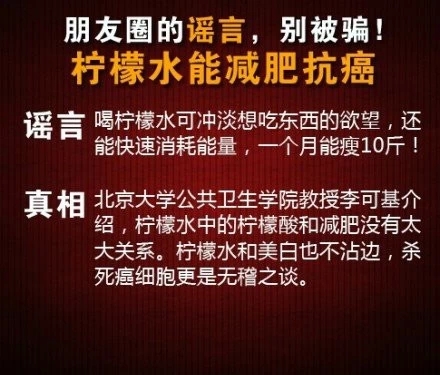 朋友圈的谣言，别被骗！
柠檬水能减肥抗癌
谣言
喝柠檬水可冲淡想吃东西的欲望，还
能快速消耗能量，一个月能瘦10斤！
真相
北京大学公共卫生学院教授李可基介
绍，柠檬水中的柠檬酸和减肥没有太
大关系。柠檬水和美白也不沾边，杀
死癌细胞更是无稽之谈。